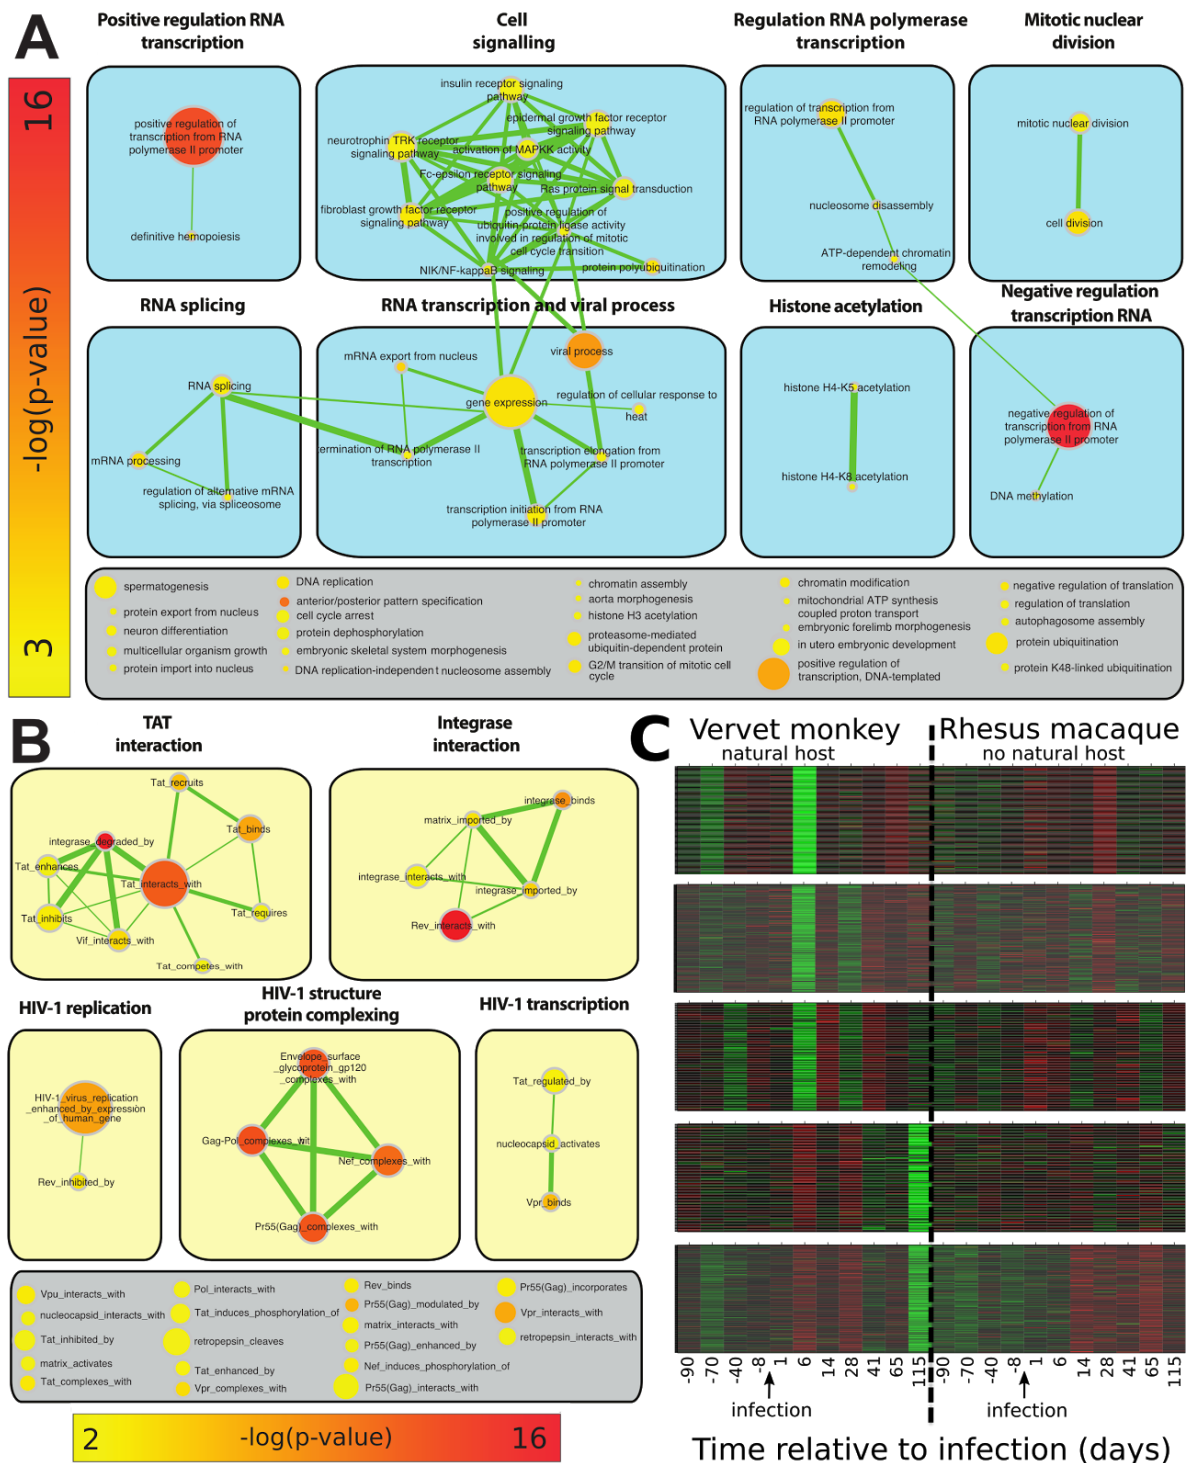 A
Positive regulation RNA
transcription
Cell
signalling
Regulation RNA polymerase
transcription
Mitotic nuclear
division
16
-log(p-value)
3
positive regulation of
transcription from RNA
polymerase II promoter
definitive hemopoiesis
insulin receptor signaling
pathway
epidermal growth factor receptor
signaling pathway
neurotrophin TRK receptor
signaling pathway
activation of MAPKK activity
Fc-epsilon receptor signaling
pathway
Ras protein signal transduction
fibroblast growth factor receptor
signaling pathway
positive regulation of
ubiquitin-protein ligase activity
involved in regulation of mitotic
cell cycle transition
NIK/NF-kappaB signaling
protein polyubiquitination
regulation of transcription from
RNA polymerase II promoter
nucleosome disassembly
ATP-dependent chromatin
remodeling
mitotic nuclear division
cell division
RNA splicing
RNA transcription and viral process
Histone acetylation
Negative regulation
transcription RNA
RNA splicing
mRNA processing
regulation of alternative mRNA
splicing, via spliceosome
mRNA export from nucleus
viral process
gene expression
regulation of cellular response to
heat
ermination of RNA polymerase II
transcription
transcription elongation from
RNA polymerase II promoter
transcription initiation from RNA
polymerase II promoter
histone H4-K5 acetylation
histone H4-K8 acetylation
negative regulation of
transcription from RNA
polymerase II promoter
DNA methylation
spermatogenesis
protein export from nucleus
neuron differentiation
multicellular organism growth
protein import into nucleus
DNA replication
anterior/posterior pattern specification
cell cycle arrest
protein dephosphorylation
embryonic skeletal system morphogenesis
DNA replication-independent nucleosome assembly
chromatin assembly
aorta morphogenesis
histone H3 acetylation
proteasome-mediated
ubiquitin-dependent protein
G2/M transition of mitotic cell
cycle
chromatin modification
mitochondrial ATP synthesis
coupled proton transport
embryonic forelimb morphogenesis
in utero embryonic development
positive regulation of
transcription, DNA-templated
negative regulation of translation
regulation of translation
autophagosome assembly
protein ubiquitination
protein K48-linked ubiquitination
B
TAT
interaction
Integrase
interaction
Tat_recruits
Tat_binds
integrase_degraded_by
Tat_enhances
Tat_interacts_with
Tat_inhibits
Tat_requires
Vif_interacts_with
Tat_competes_with
integrase_binds
matrix_imported_by
integrase_interacts_with
integrase_imported_by
Rev_interacts_with
HIV-1 replication
HIV-1 structure
protein complexing
HIV-1 transcription
HIV-1_virus_replication
_enhanced_by_expression
_of_human_gene
Rev_inhibited_by
Envelope_surface
_glycoprotein_gp120
_complexes_with
Gag-Pol_complexes_wit
Nef_complexes_with
Pr55(Gag)_complexes_with
Tat_regulated_by
nucleocapsid_activates
Vpr_binds
Vpu_interacts_with
nucleocapsid_interacts_with
Tat_inhibited_by
matrix_activates
Tat_complexes_with
Pol_interacts_with
Tat_induces_phosphorylation_of
retropepsin_cleaves
Tat_enhanced_by
Vpr_complexes_with
Rev_binds
Pr55(Gag)_modulated_by
matrix_interacts_with
Pr55(Gag)_enhanced_by
Nef_induces_phosphorylation_of
Pr55(Gag)_interacts_with
Pr55(Gag)_incorporates
Vpr_interacts_with
retropepsin_interacts_with
2 -log(p-value) 16
C
Vervet monkey
natural host
Rhesus macaque
no natural host
-90 -70 -40 -8 1 6 14 28 41 65 115 -90 -70 -40 -8 1 6 14 28 41 65 115
infection infection
Time relative to infection (days)